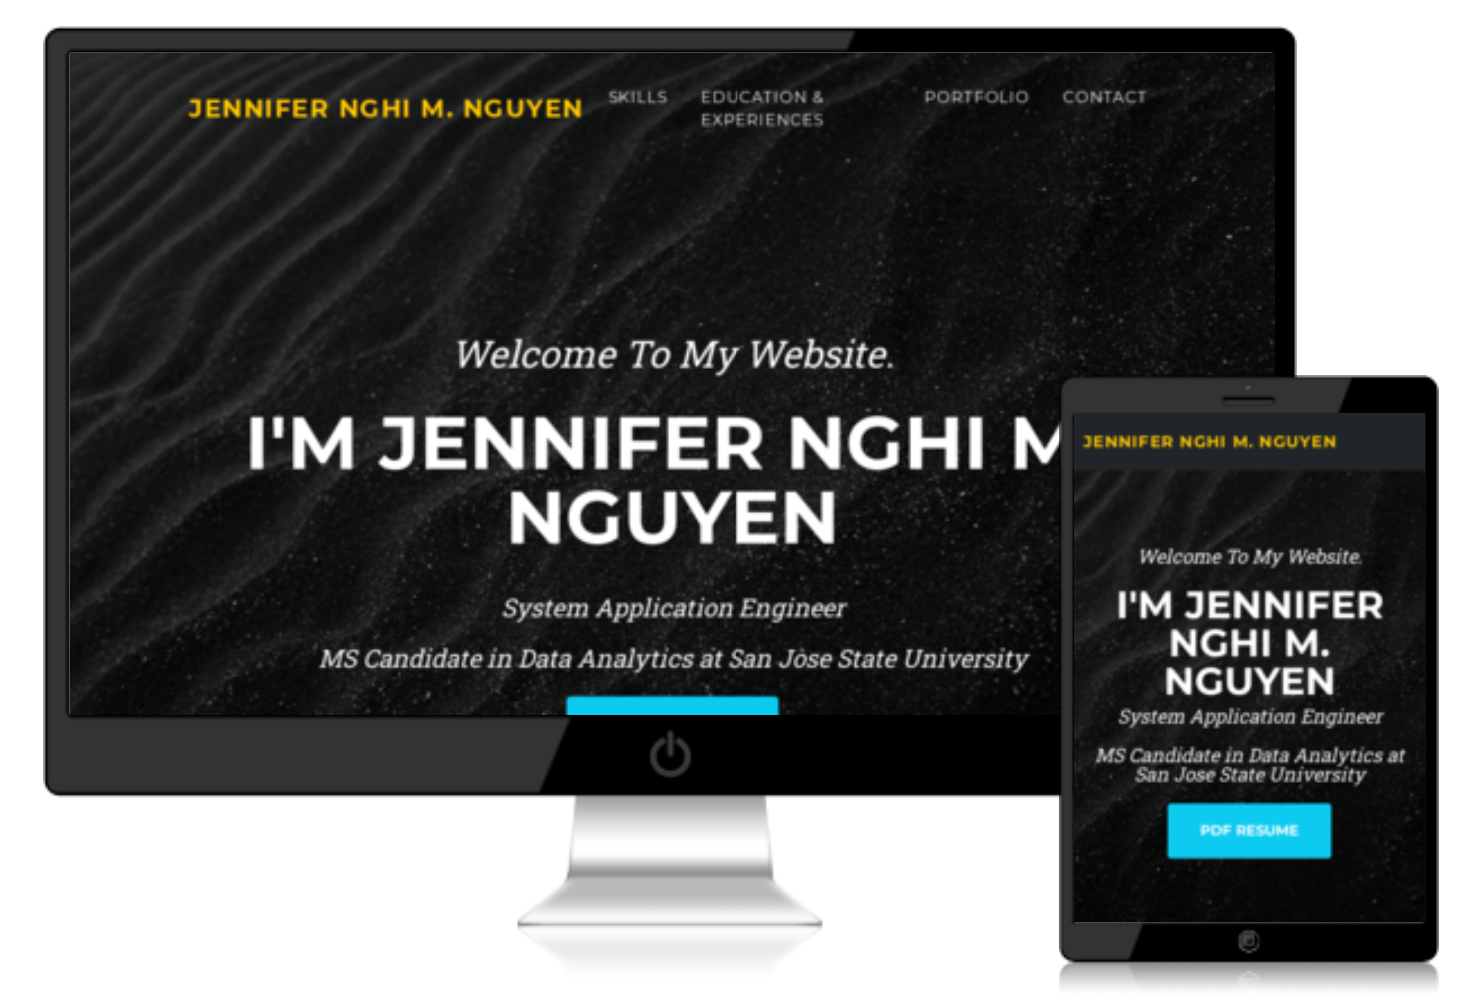 JENNIFER NGHI M. NGUYEN
SKILLS
EDUCATION &
EXPERIENCES
PORTFOLIO
CONTACT
Welcome To My Website.
I'M JENNIFER NGHI M
NGUYEN
System Application Engineer
MS Candidate in Data Analytics at San Jose State University
JENNIFER NGHI M. NGUYEN
Welcome To My Website.
I'M JENNIFER
NGHI M.
NGUYEN
System Application Engineer
MS Candidate in Data Analytics at
San Jose State University
PDF RESUME